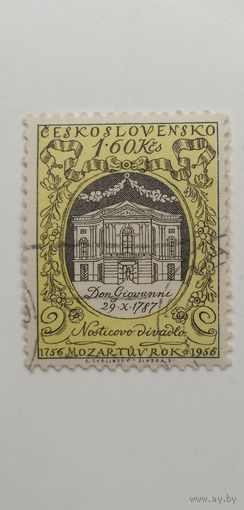 ČESKOSLOVENSKO
1·60 Kčs
Don Giovanni
29·X·1787
Nosticovo divadlo
1756 MOZARTŮV ROK 1956
ay.by